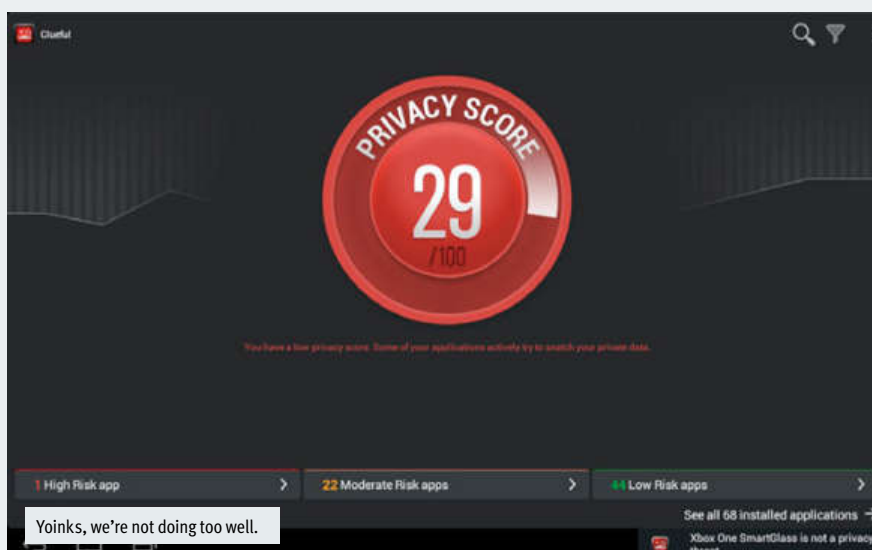 Clueful
PRIVACY SCORE
29
/100
You have a low privacy score. Some of your applications actively try to snatch your private data.
1 High Risk app
22 Moderate Risk apps
44 Low Risk apps
See all 68 installed applications
Yoinks, we're not doing too well.
Xbox One SmartGlass is not a privacy
threat